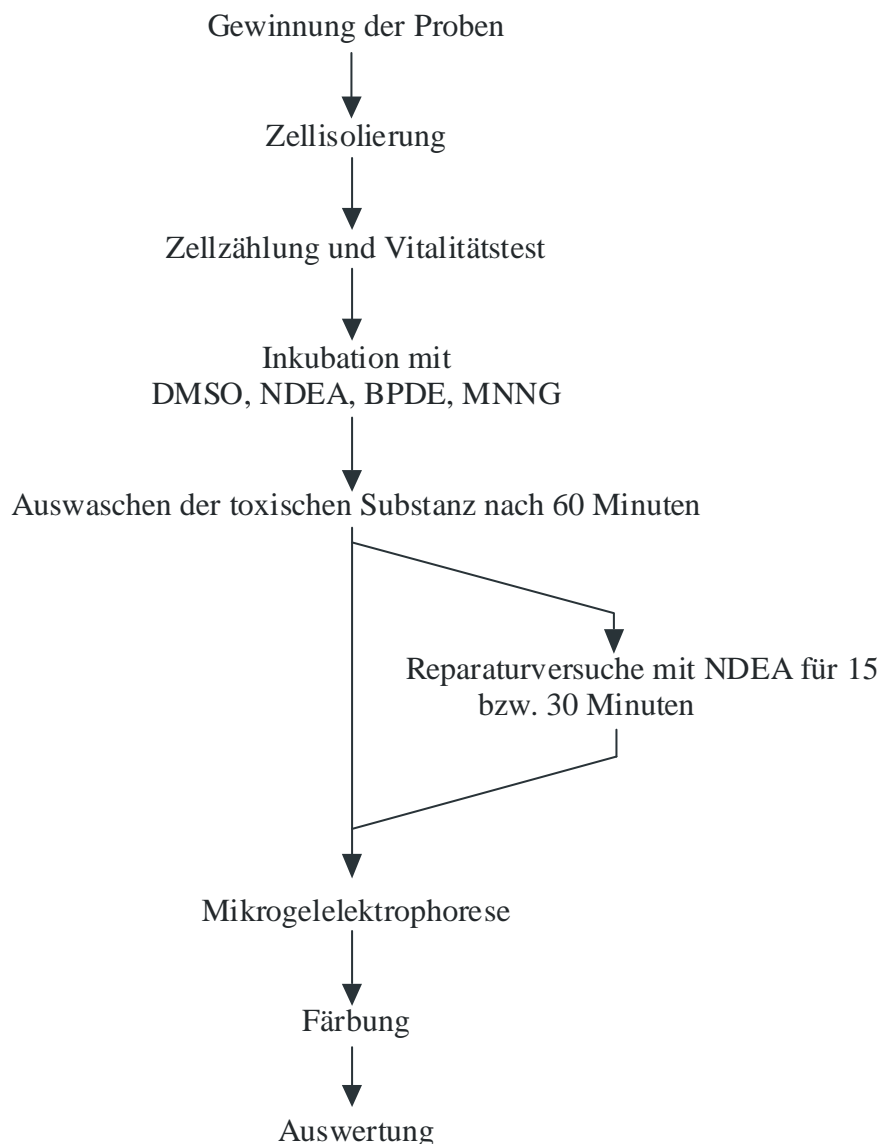 Gewinnung der Proben
Zellisolierung
Zellzählung und Vitalitätstest
Inkubation mit
DMSO, NDEA, BPDE, MNNG
Auswaschen der toxischen Substanz nach 60 Minuten
Reparaturversuche mit NDEA für 15
bzw. 30 Minuten
Mikrogelelektrophorese
Färbung
Auswertung